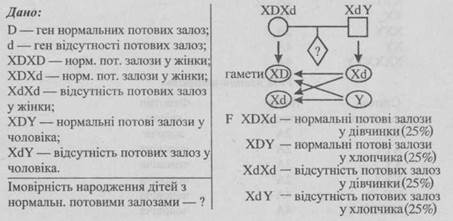 Дано:
D — ген нормальних потових залоз;
d — ген відсутності потових залоз;
XDXD — норм. пот. залози у жінки;
XDXd — норм. пот. залози у жінки;
XdXd — відсутність потових залоз
у жінки;
XDY — нормальні потові залози у
чоловіка;
XdY — відсутність потових залоз у
чоловіка.
Імовірність народження дітей з
нормальн. потовими залозами — ?
XDXd XdY
?
гамети XD Xd
Xd Y
F XDXd — нормальні потові залози
у дівчинки (25%)
XDY — нормальні потові залози
у хлопчика (25%)
XdXd — відсутність потових залоз
у дівчинки (25%)
XdY — відсутність потових залоз
у хлопчика (25%)